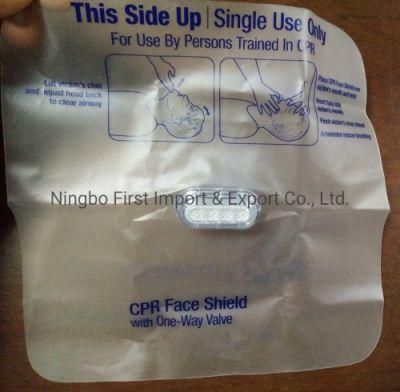 This Side Up | Single Use Only
For Use By Persons Trained In CPR
Lift victim's chin
and adjust head back
to clear airway
Place CPR Face Shield over
victim's mouth and nose
Insert tube into
victim's mouth
Pinch victim's nose closed
Administer rescue breathing
Ningbo First Import & Export Co., Ltd.
CPR Face Shield
with One-Way Valve